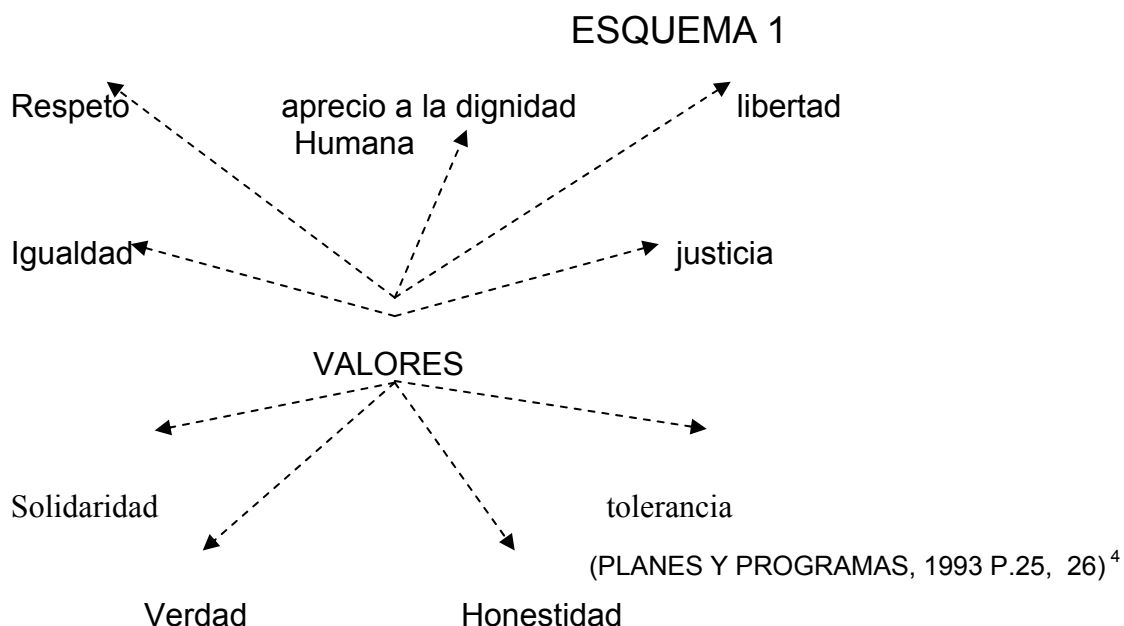 ESQUEMA 1
Respeto aprecio a la dignidad libertad
Humana
Igualdad justicia
VALORES
Solidaridad tolerancia
(PLANES Y PROGRAMAS, 1993 P.25, 26) 4
Verdad Honestidad